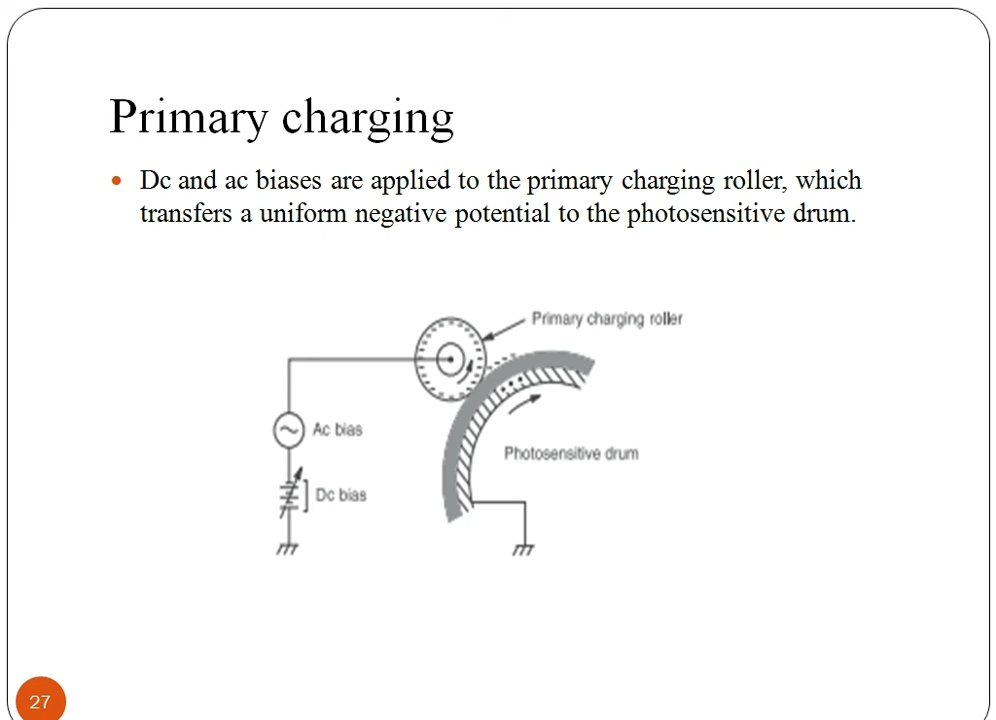 Primary charging
• Dc and ac biases are applied to the primary charging roller, which
transfers a uniform negative potential to the photosensitive drum.
Primary charging roller
Ac bias
Photosensitive drum
Dc bias
27